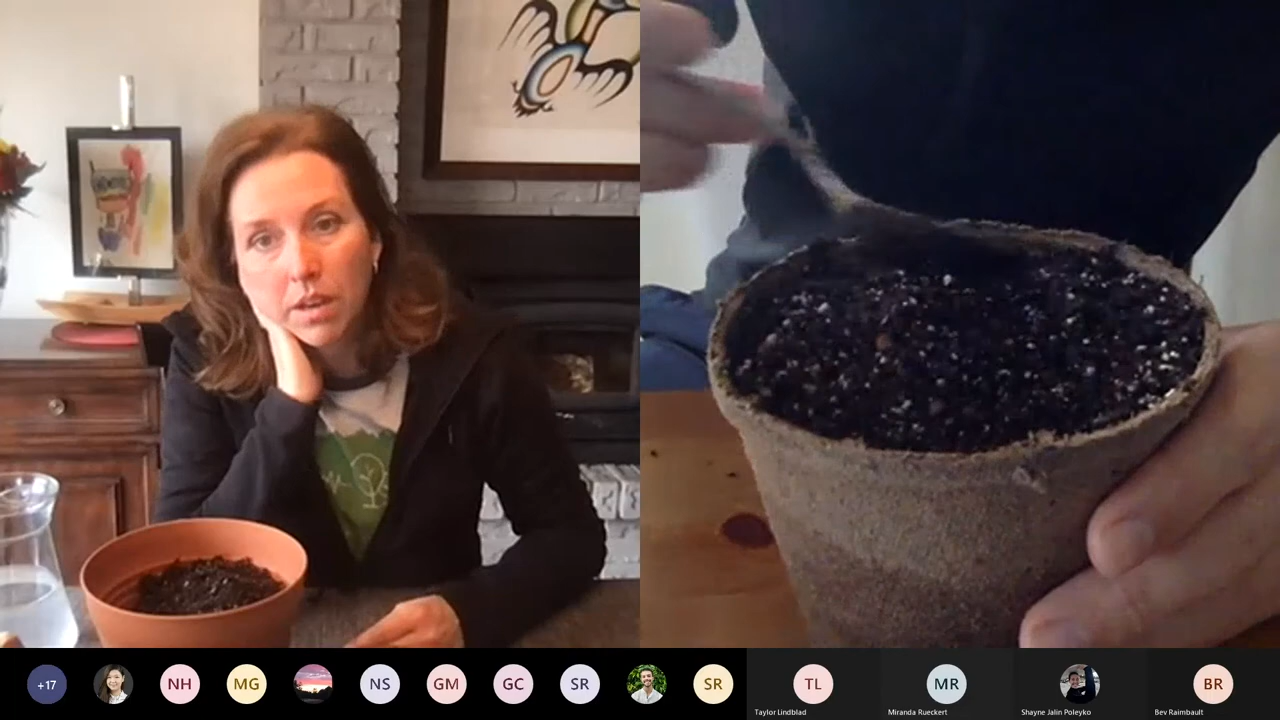 +17
NH
MG
NS
GM
GC
SR
SR
TL
MR
BR
Taylor Lindblad
Miranda Rueckert
Shayne Jalin Poleyko
Bev Raimbault